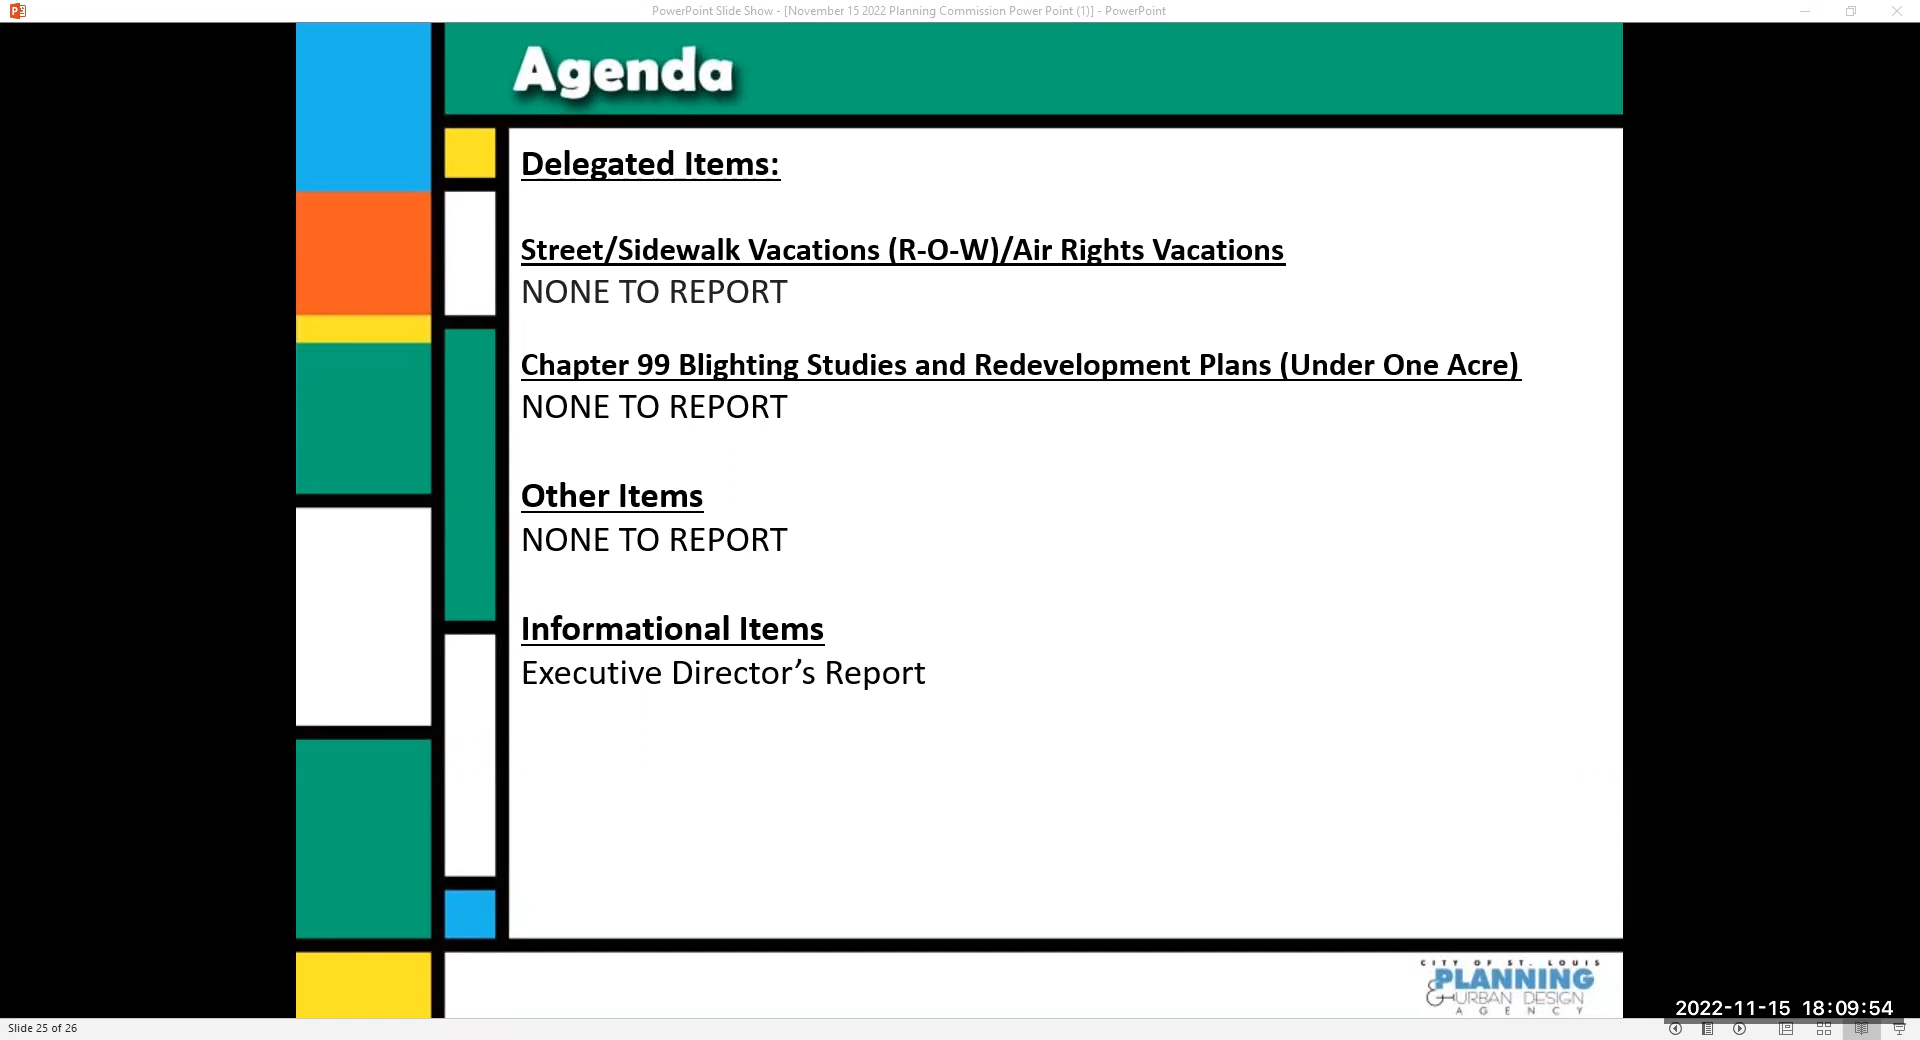 PowerPoint Slide Show - [November 15 2022 Planning Commission Power Point (1)] - PowerPoint
Agenda
Delegated Items:
Street/Sidewalk Vacations (R-O-W)/Air Rights Vacations
NONE TO REPORT
Chapter 99 Blighting Studies and Redevelopment Plans (Under One Acre)
NONE TO REPORT
Other Items
NONE TO REPORT
Informational Items
Executive Director’s Report
CITY OF ST. LOUIS
PLANNING
& URBAN DESIGN
AGENCY
2022-11-15 18:09:54
Slide 25 of 26